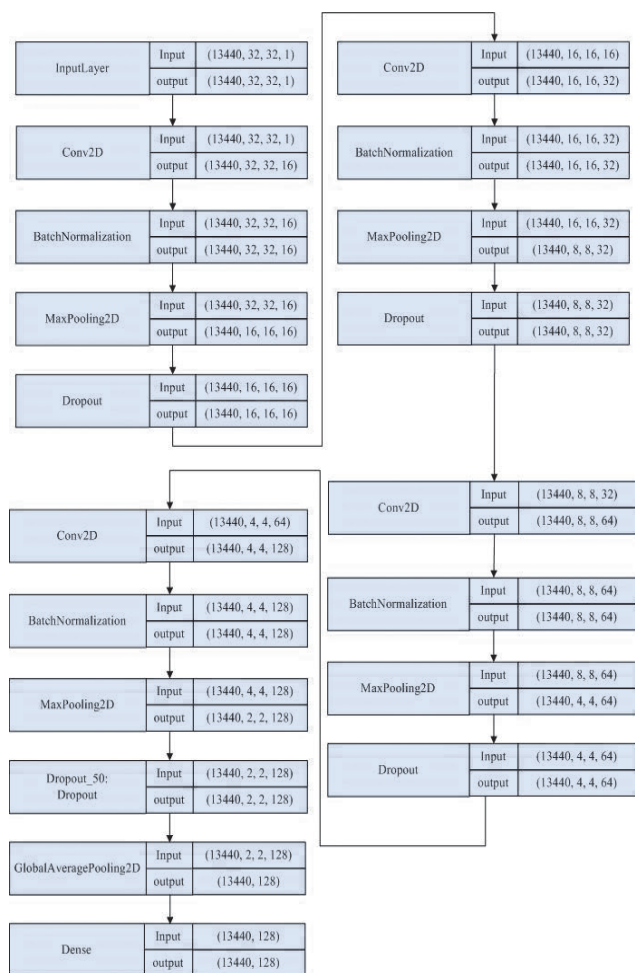 InputLayer
Input (13440, 32, 32, 1)
output (13440, 32, 32, 1)
Conv2D
Input (13440, 32, 32, 1)
output (13440, 32, 32, 16)
BatchNormalization
Input (13440, 32, 32, 16)
output (13440, 32, 32, 16)
MaxPooling2D
Input (13440, 32, 32, 16)
output (13440, 16, 16, 16)
Dropout
Input (13440, 16, 16, 16)
output (13440, 16, 16, 16)
Conv2D
Input (13440, 16, 16, 16)
output (13440, 16, 16, 32)
BatchNormalization
Input (13440, 16, 16, 32)
output (13440, 16, 16, 32)
MaxPooling2D
Input (13440, 16, 16, 32)
output (13440, 8, 8, 32)
Dropout
Input (13440, 8, 8, 32)
output (13440, 8, 8, 32)
Conv2D
Input (13440, 8, 8, 32)
output (13440, 8, 8, 64)
BatchNormalization
Input (13440, 8, 8, 64)
output (13440, 8, 8, 64)
MaxPooling2D
Input (13440, 8, 8, 64)
output (13440, 4, 4, 64)
Dropout
Input (13440, 4, 4, 64)
output (13440, 4, 4, 64)
Conv2D
Input (13440, 4, 4, 64)
output (13440, 4, 4, 128)
BatchNormalization
Input (13440, 4, 4, 128)
output (13440, 4, 4, 128)
MaxPooling2D
Input (13440, 4, 4, 128)
output (13440, 2, 2, 128)
Dropout_50:
Dropout
Input (13440, 2, 2, 128)
output (13440, 2, 2, 128)
GlobalAveragePooling2D
Input (13440, 2, 2, 128)
output (13440, 128)
Dense
Input (13440, 128)
output (13440, 128)